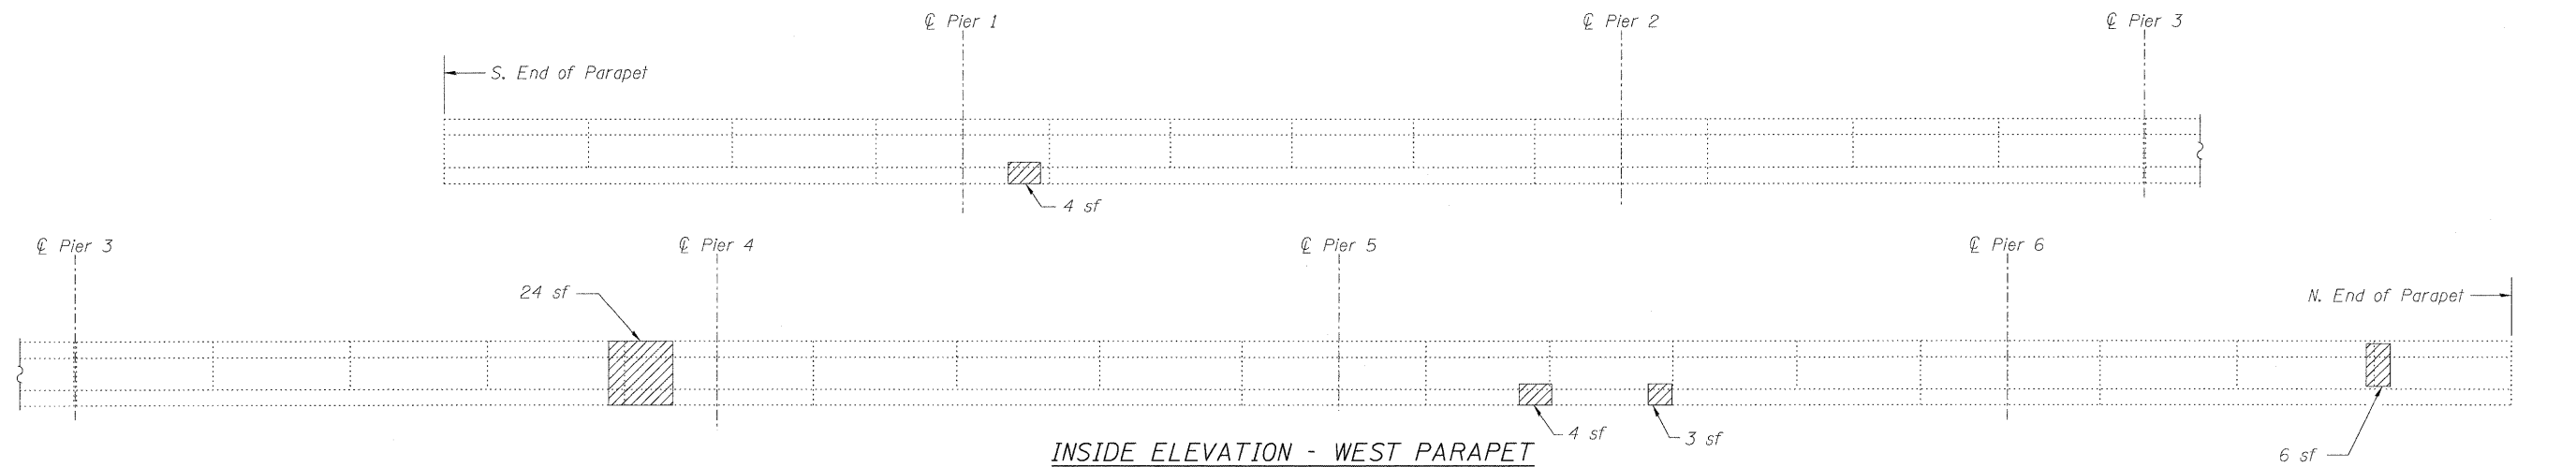 ℄ Pier 1
℄ Pier 2
℄ Pier 3
S. End of Parapet
4 sf
℄ Pier 3
℄ Pier 4
℄ Pier 5
℄ Pier 6
24 sf
N. End of Parapet
4 sf
3 sf
6 sf
INSIDE ELEVATION - WEST PARAPET